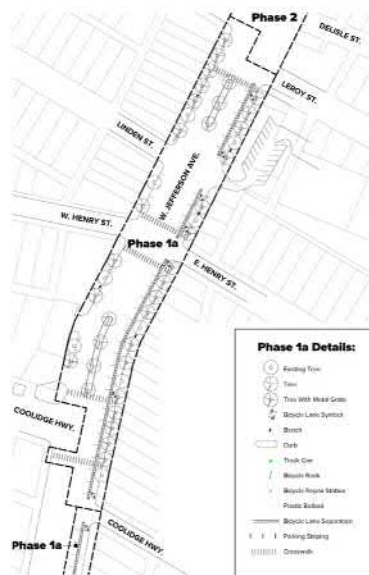 Phase 2
DELISLE ST.
LEROY ST.
LINDEN ST.
W. JEFFERSON AVE.
W. HENRY ST.
Phase 1a
E. HENRY ST.
COOLIDGE HWY.
COOLIDGE HWY.
Phase 1a
Phase 1a Details:
Existing Tree
Tree
Tree With Metal Grate
Bicycle Lane Symbol
Bench
Curb
Trash Can
Bicycle Rack
Bicycle Repair Station
Plastic Bollard
Bicycle Lane Separation
Parking Striping
Crosswalk